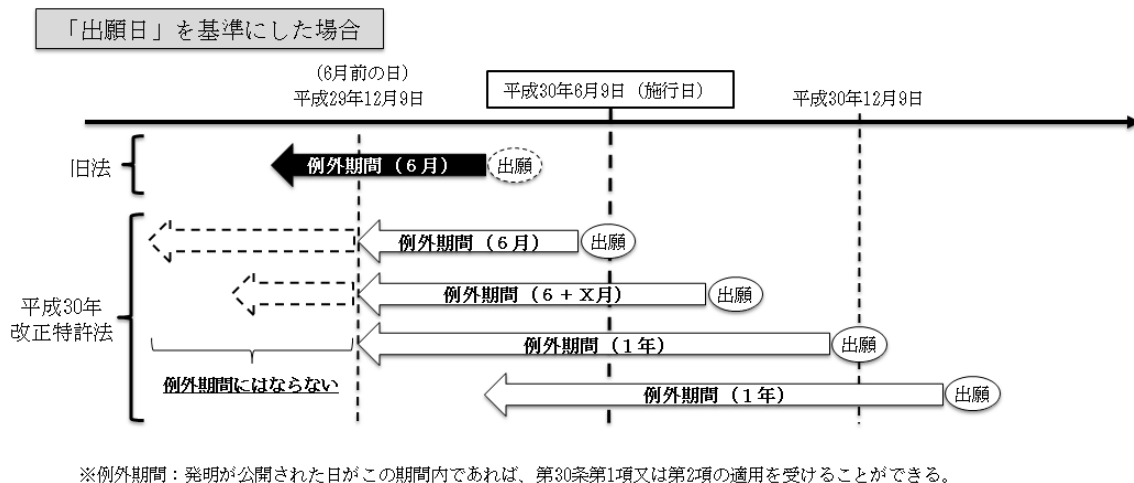 「出願日」を基準にした場合
(6月前の日)
平成29年12月9日
平成30年6月9日（施行日）
平成30年12月9日
旧法
例外期間（６月）
出願
平成30年
改正特許法
例外期間（６月）
出願
例外期間（６＋Ｘ月）
出願
例外期間（１年）
出願
例外期間にはならない
例外期間（１年）
出願
※例外期間：発明が公開された日がこの期間内であれば、第30条第1項又は第2項の適用を受けることができる。